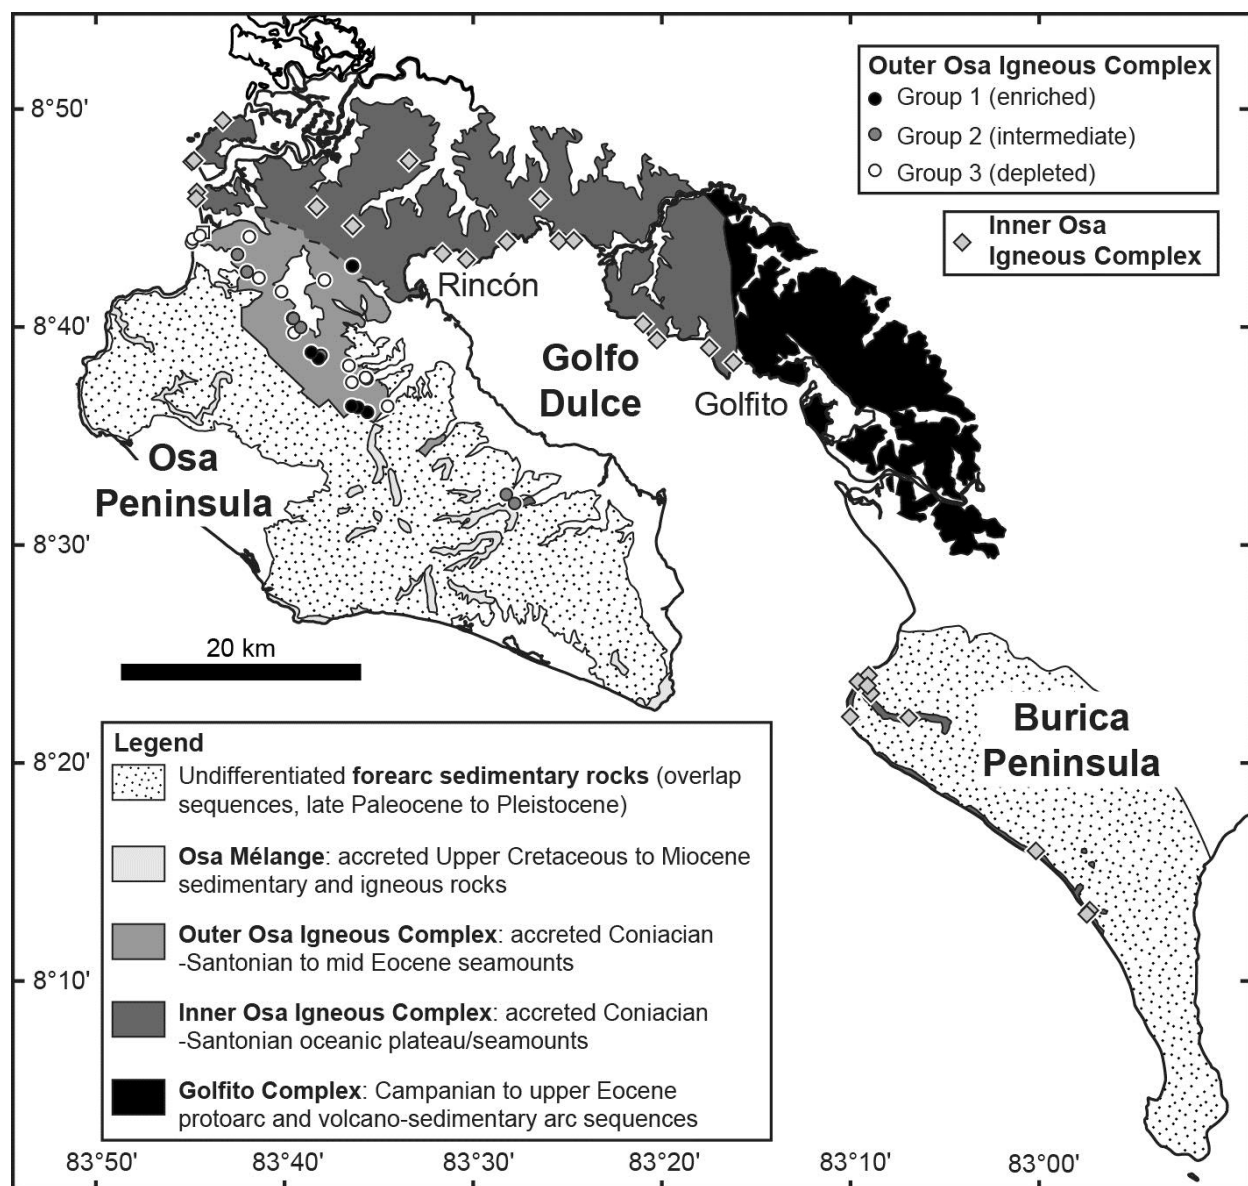 8°50'
8°40'
8°30'
8°20'
8°10'
Outer Osa Igneous Complex
Group 1 (enriched)
Group 2 (intermediate)
Group 3 (depleted)
Inner Osa
Igneous Complex
Rincón
Golfo
Dulce
Golfito
Osa
Peninsula
20 km
Burica
Peninsula
Legend
Undifferentiated forearc sedimentary rocks (overlap
sequences, late Paleocene to Pleistocene)
Osa Mélange: accreted Upper Cretaceous to Miocene
sedimentary and igneous rocks
Outer Osa Igneous Complex: accreted Coniacian
-Santonian to mid Eocene seamounts
Inner Osa Igneous Complex: accreted Coniacian
-Santonian oceanic plateau/seamounts
Golfito Complex: Campanian to upper Eocene
protoarc and volcano-sedimentary arc sequences
83°50' 83°40' 83°30' 83°20' 83°10' 83°00'